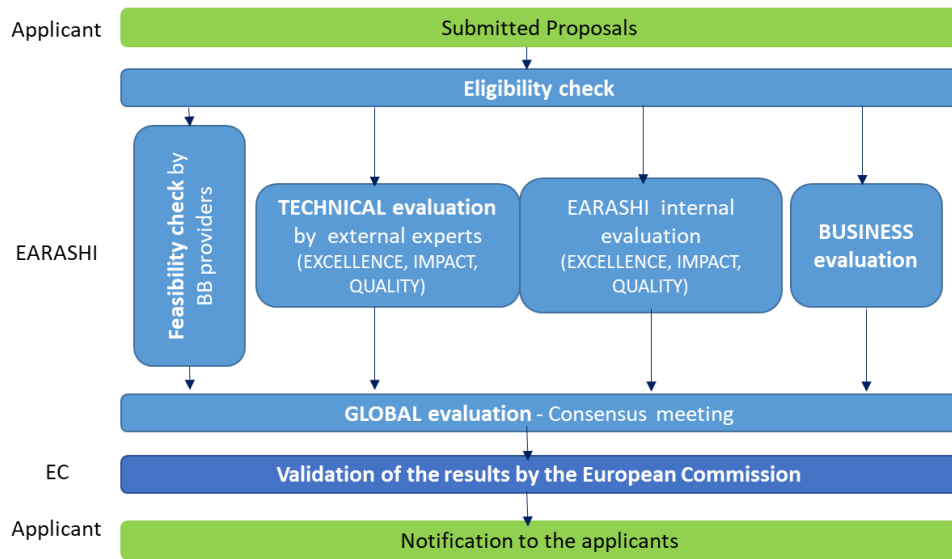 Applicant
Submitted Proposals
Eligibility check
EARASHI
Feasibility check by
BB providers
TECHNICAL evaluation
by external experts
(EXCELLENCE, IMPACT,
QUALITY)
EARASHI internal
evaluation
(EXCELLENCE, IMPACT,
QUALITY)
BUSINESS
evaluation
GLOBAL evaluation - Consensus meeting
EC
Validation of the results by the European Commission
Applicant
Notification to the applicants